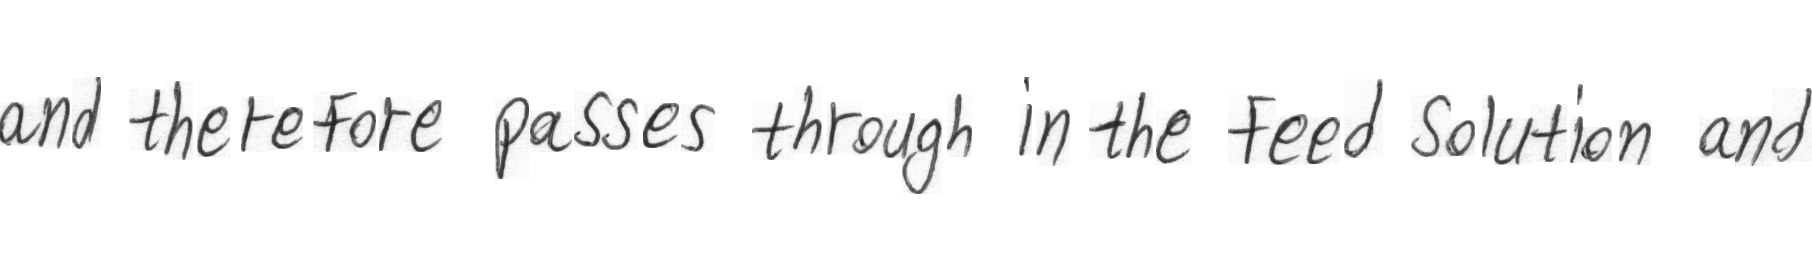 and therefore passes through in the feed solution and